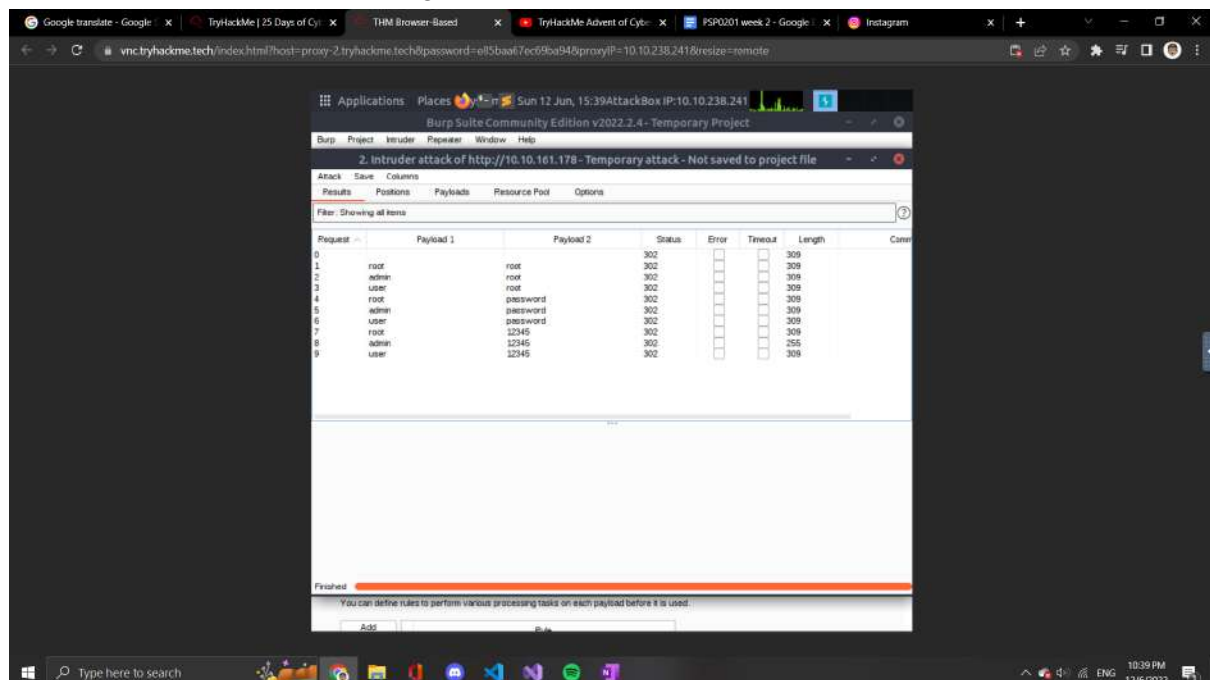 Google translate - Google
TryHackMe | 25 Days of Cy
THM Browser-Based
TryHackMe Advent of Cybe
PSP0201 week 2 - Google
Instagram
vnc.tryhackme.tech/index.html?host=proxy-2.tryhackme.tech&password=e85baa67ec69ba94&proxyIP=10.10.238.241&resize=remote
Applications Places Sun 12 Jun, 15:39 AttackBox IP:10.10.238.241
Burp Suite Community Edition v2022.2.4 - Temporary Project
Burp Project Intruder Repeater Window Help
2. Intruder attack of http://10.10.161.178 - Temporary attack - Not saved to project file
Attack Save Columns
Results Positions Payloads Resource Pool Options
Filter: Showing all items
Request Payload 1 Payload 2 Status Error Timeout Length Comm
0 302 309
1 root root 302 309
2 admin root 302 309
3 user root 302 309
4 root password 302 309
5 admin password 302 309
6 user password 302 309
7 root 12345 302 309
8 admin 12345 302 255
9 user 12345 302 309
Finished
You can define rules to perform various processing tasks on each payload before it is used.
Add Rule
Type here to search
ENG 10:39 PM
12/6/2022